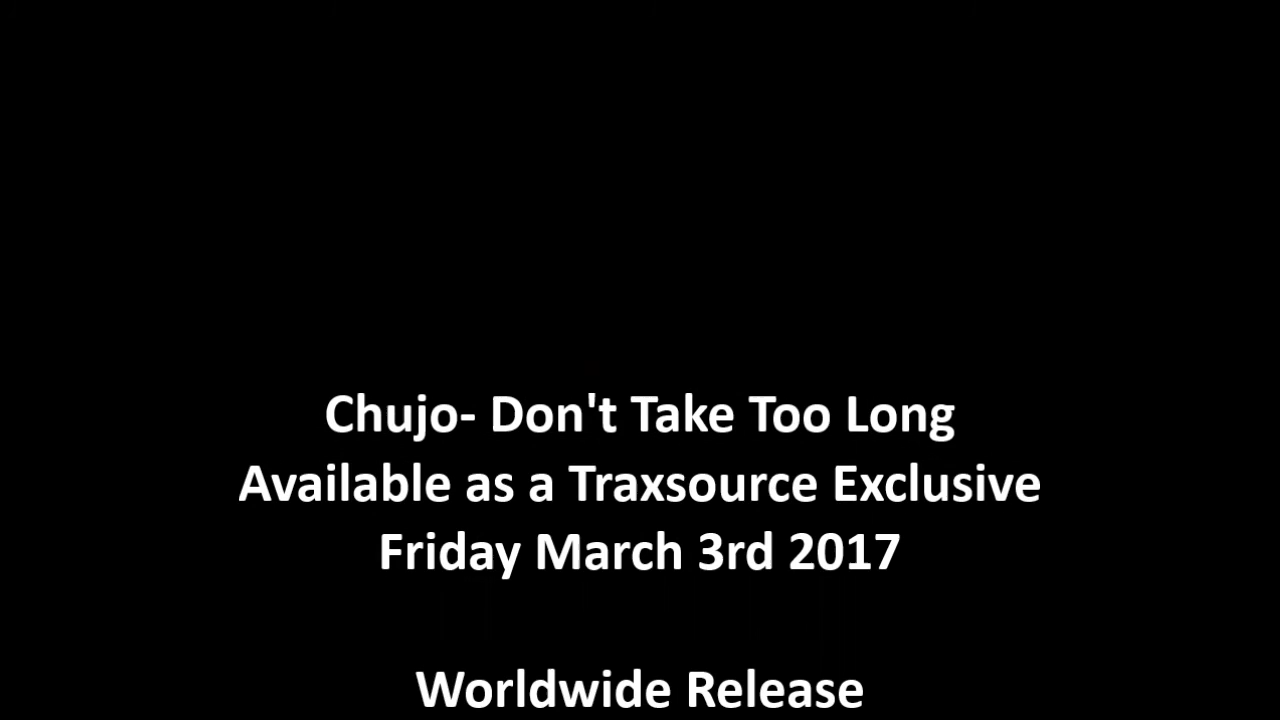 Chujo- Don't Take Too Long
Available as a Traxsource Exclusive
Friday March 3rd 2017
Worldwide Release